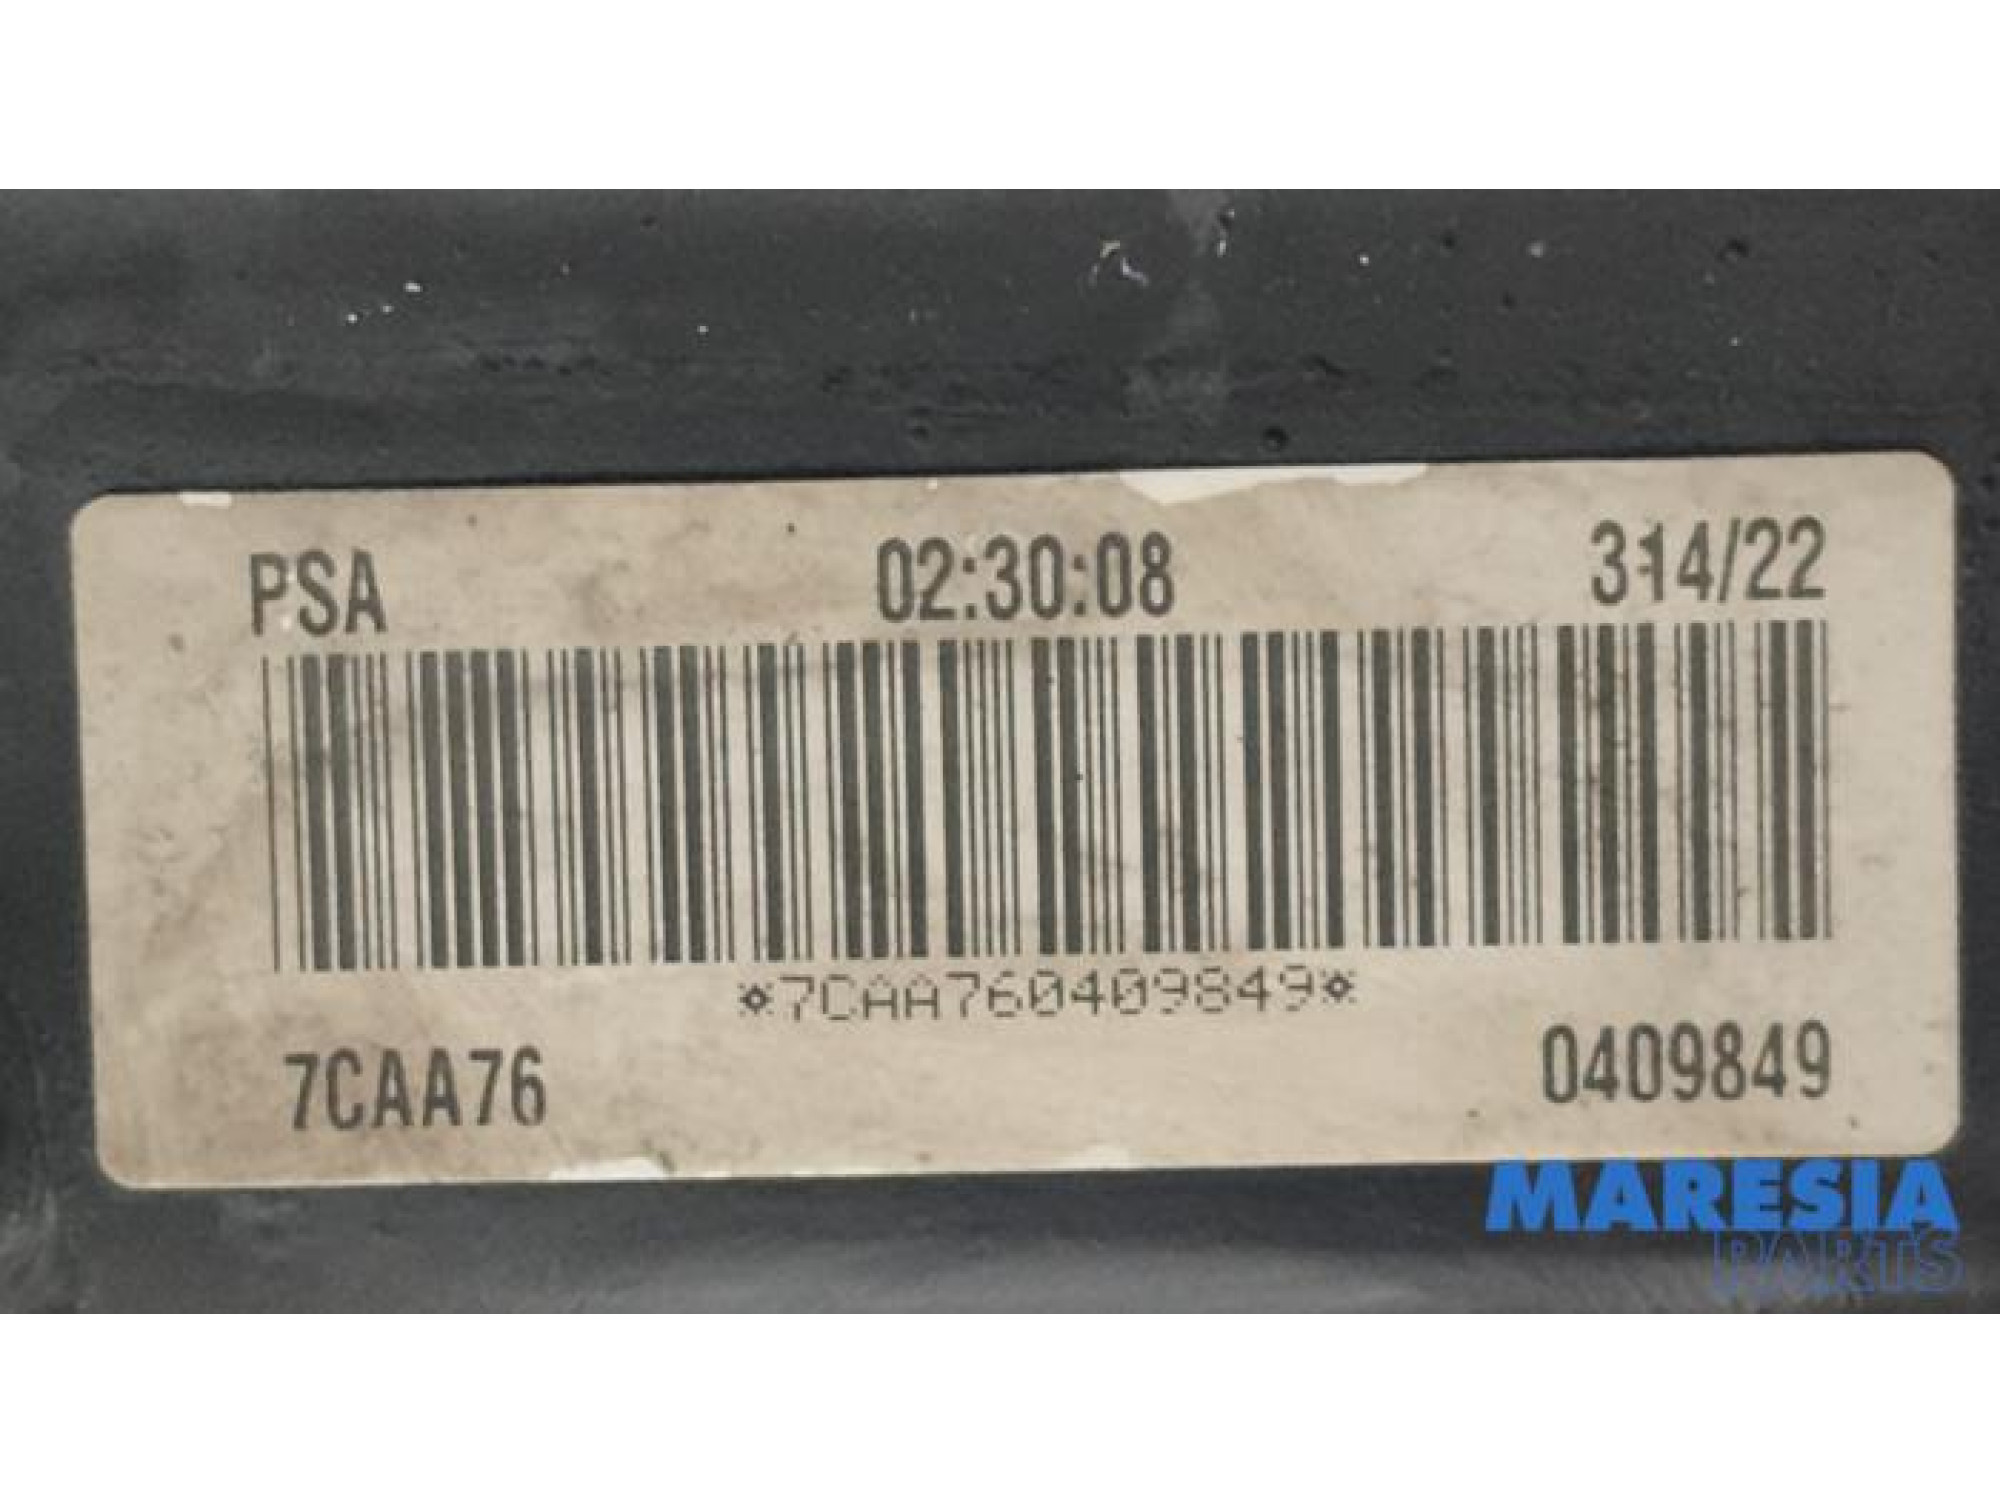 PSA 02:30:08 314/22
*7CAA760409849*
7CAA76 0409849
MARESIA
PARTS